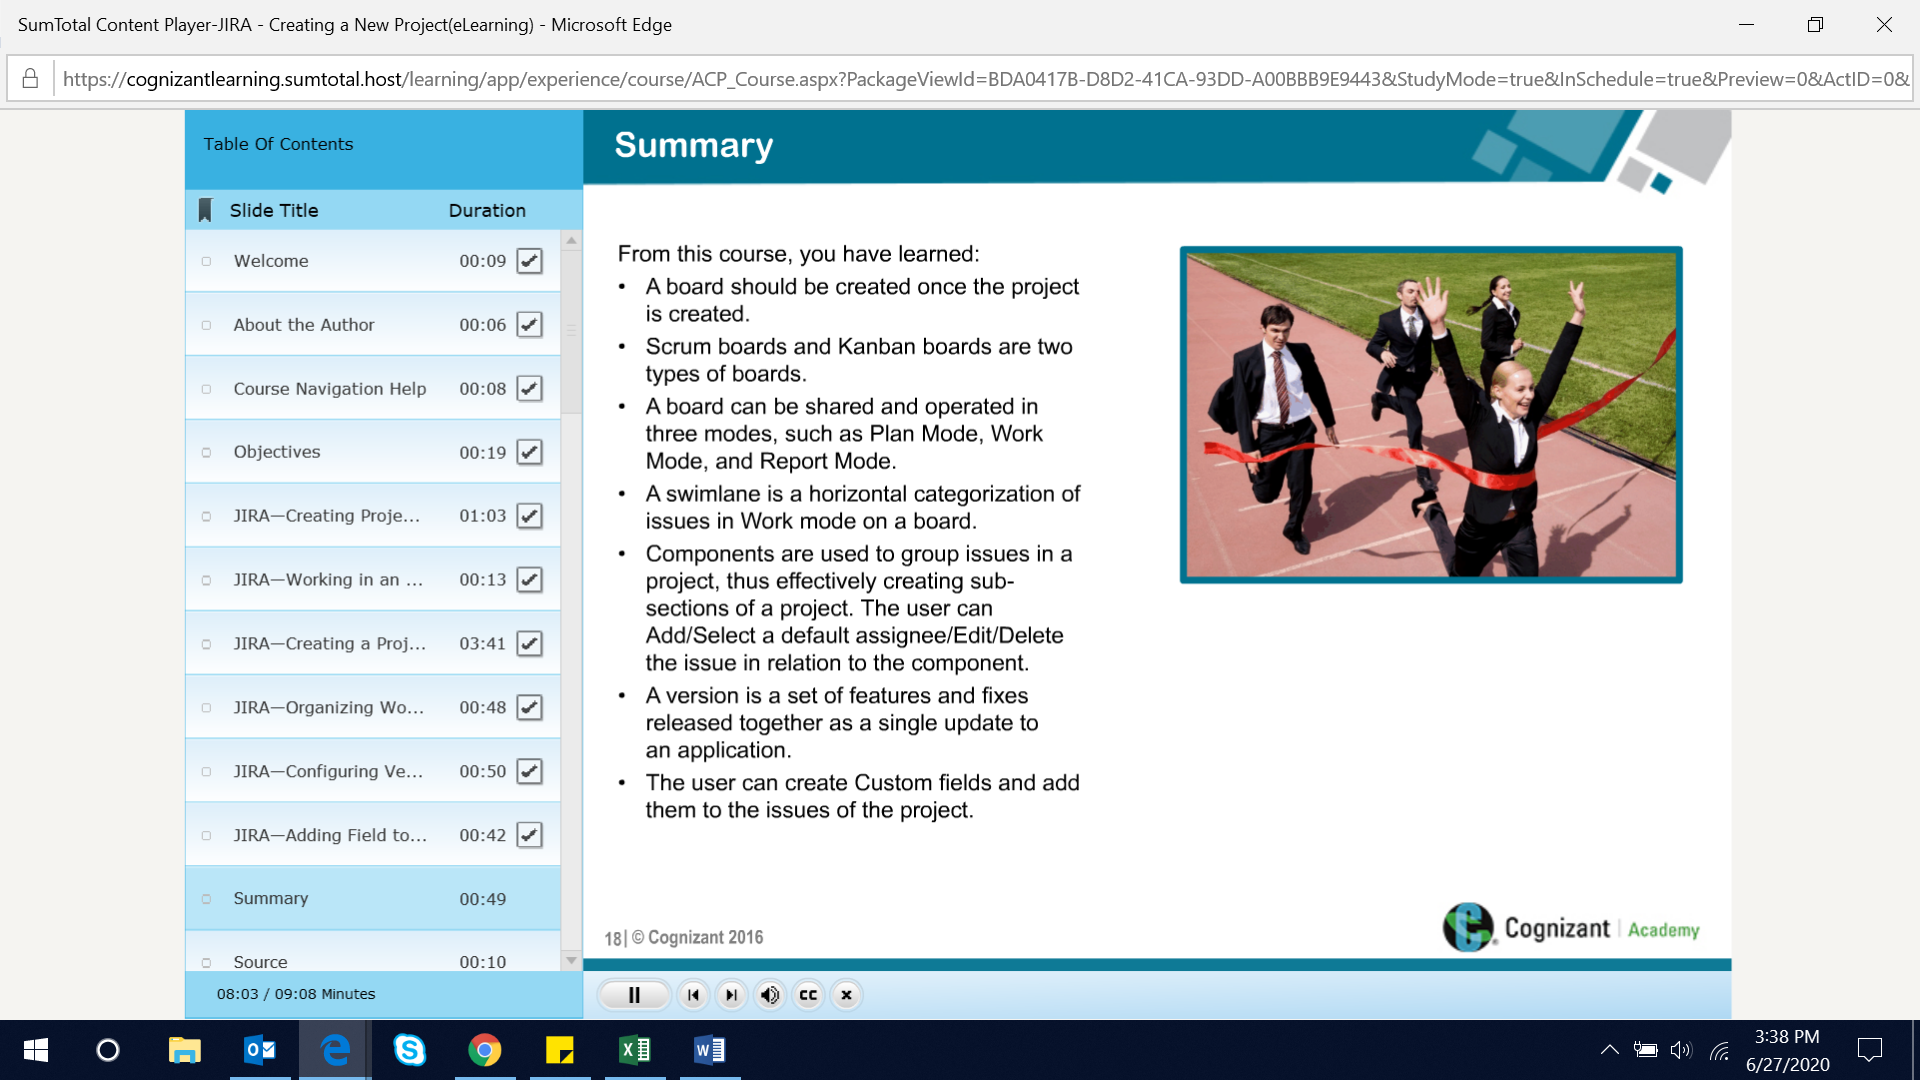 SumTotal Content Player-JIRA - Creating a New Project(eLearning) - Microsoft Edge
https://cognizantlearning.sumtotal.host/learning/app/experience/course/ACP_Course.aspx?PackageViewId=BDA0417B-D8D2-41CA-93DD-A00BBB9E9443&StudyMode=true&InSchedule=true&Preview=0&ActID=0&
Table Of Contents
Slide Title Duration
Welcome 00:09
About the Author 00:06
Course Navigation Help 00:08
Objectives 00:19
JIRA—Creating Proje... 01:03
JIRA—Working in an ... 00:13
JIRA—Creating a Proj... 03:41
JIRA—Organizing Wo... 00:48
JIRA—Configuring Ve... 00:50
JIRA—Adding Field to... 00:42
Summary 00:49
Source 00:10
08:03 / 09:08 Minutes
Summary
From this course, you have learned:
• A board should be created once the project
is created.
• Scrum boards and Kanban boards are two
types of boards.
• A board can be shared and operated in
three modes, such as Plan Mode, Work
Mode, and Report Mode.
• A swimlane is a horizontal categorization of
issues in Work mode on a board.
• Components are used to group issues in a
project, thus effectively creating sub-
sections of a project. The user can
Add/Select a default assignee/Edit/Delete
the issue in relation to the component.
• A version is a set of features and fixes
released together as a single update to
an application.
• The user can create Custom fields and add
them to the issues of the project.
18| © Cognizant 2016
Cognizant | Academy
CC
3:38 PM
6/27/2020